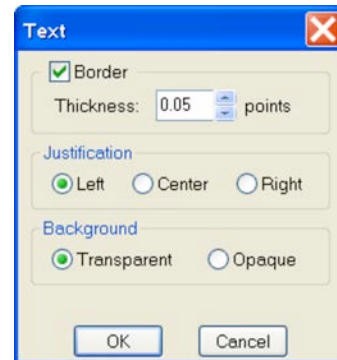 Text
Border
Thickness: 0.05 points
Justification
Left Center Right
Background
Transparent Opaque
OK Cancel